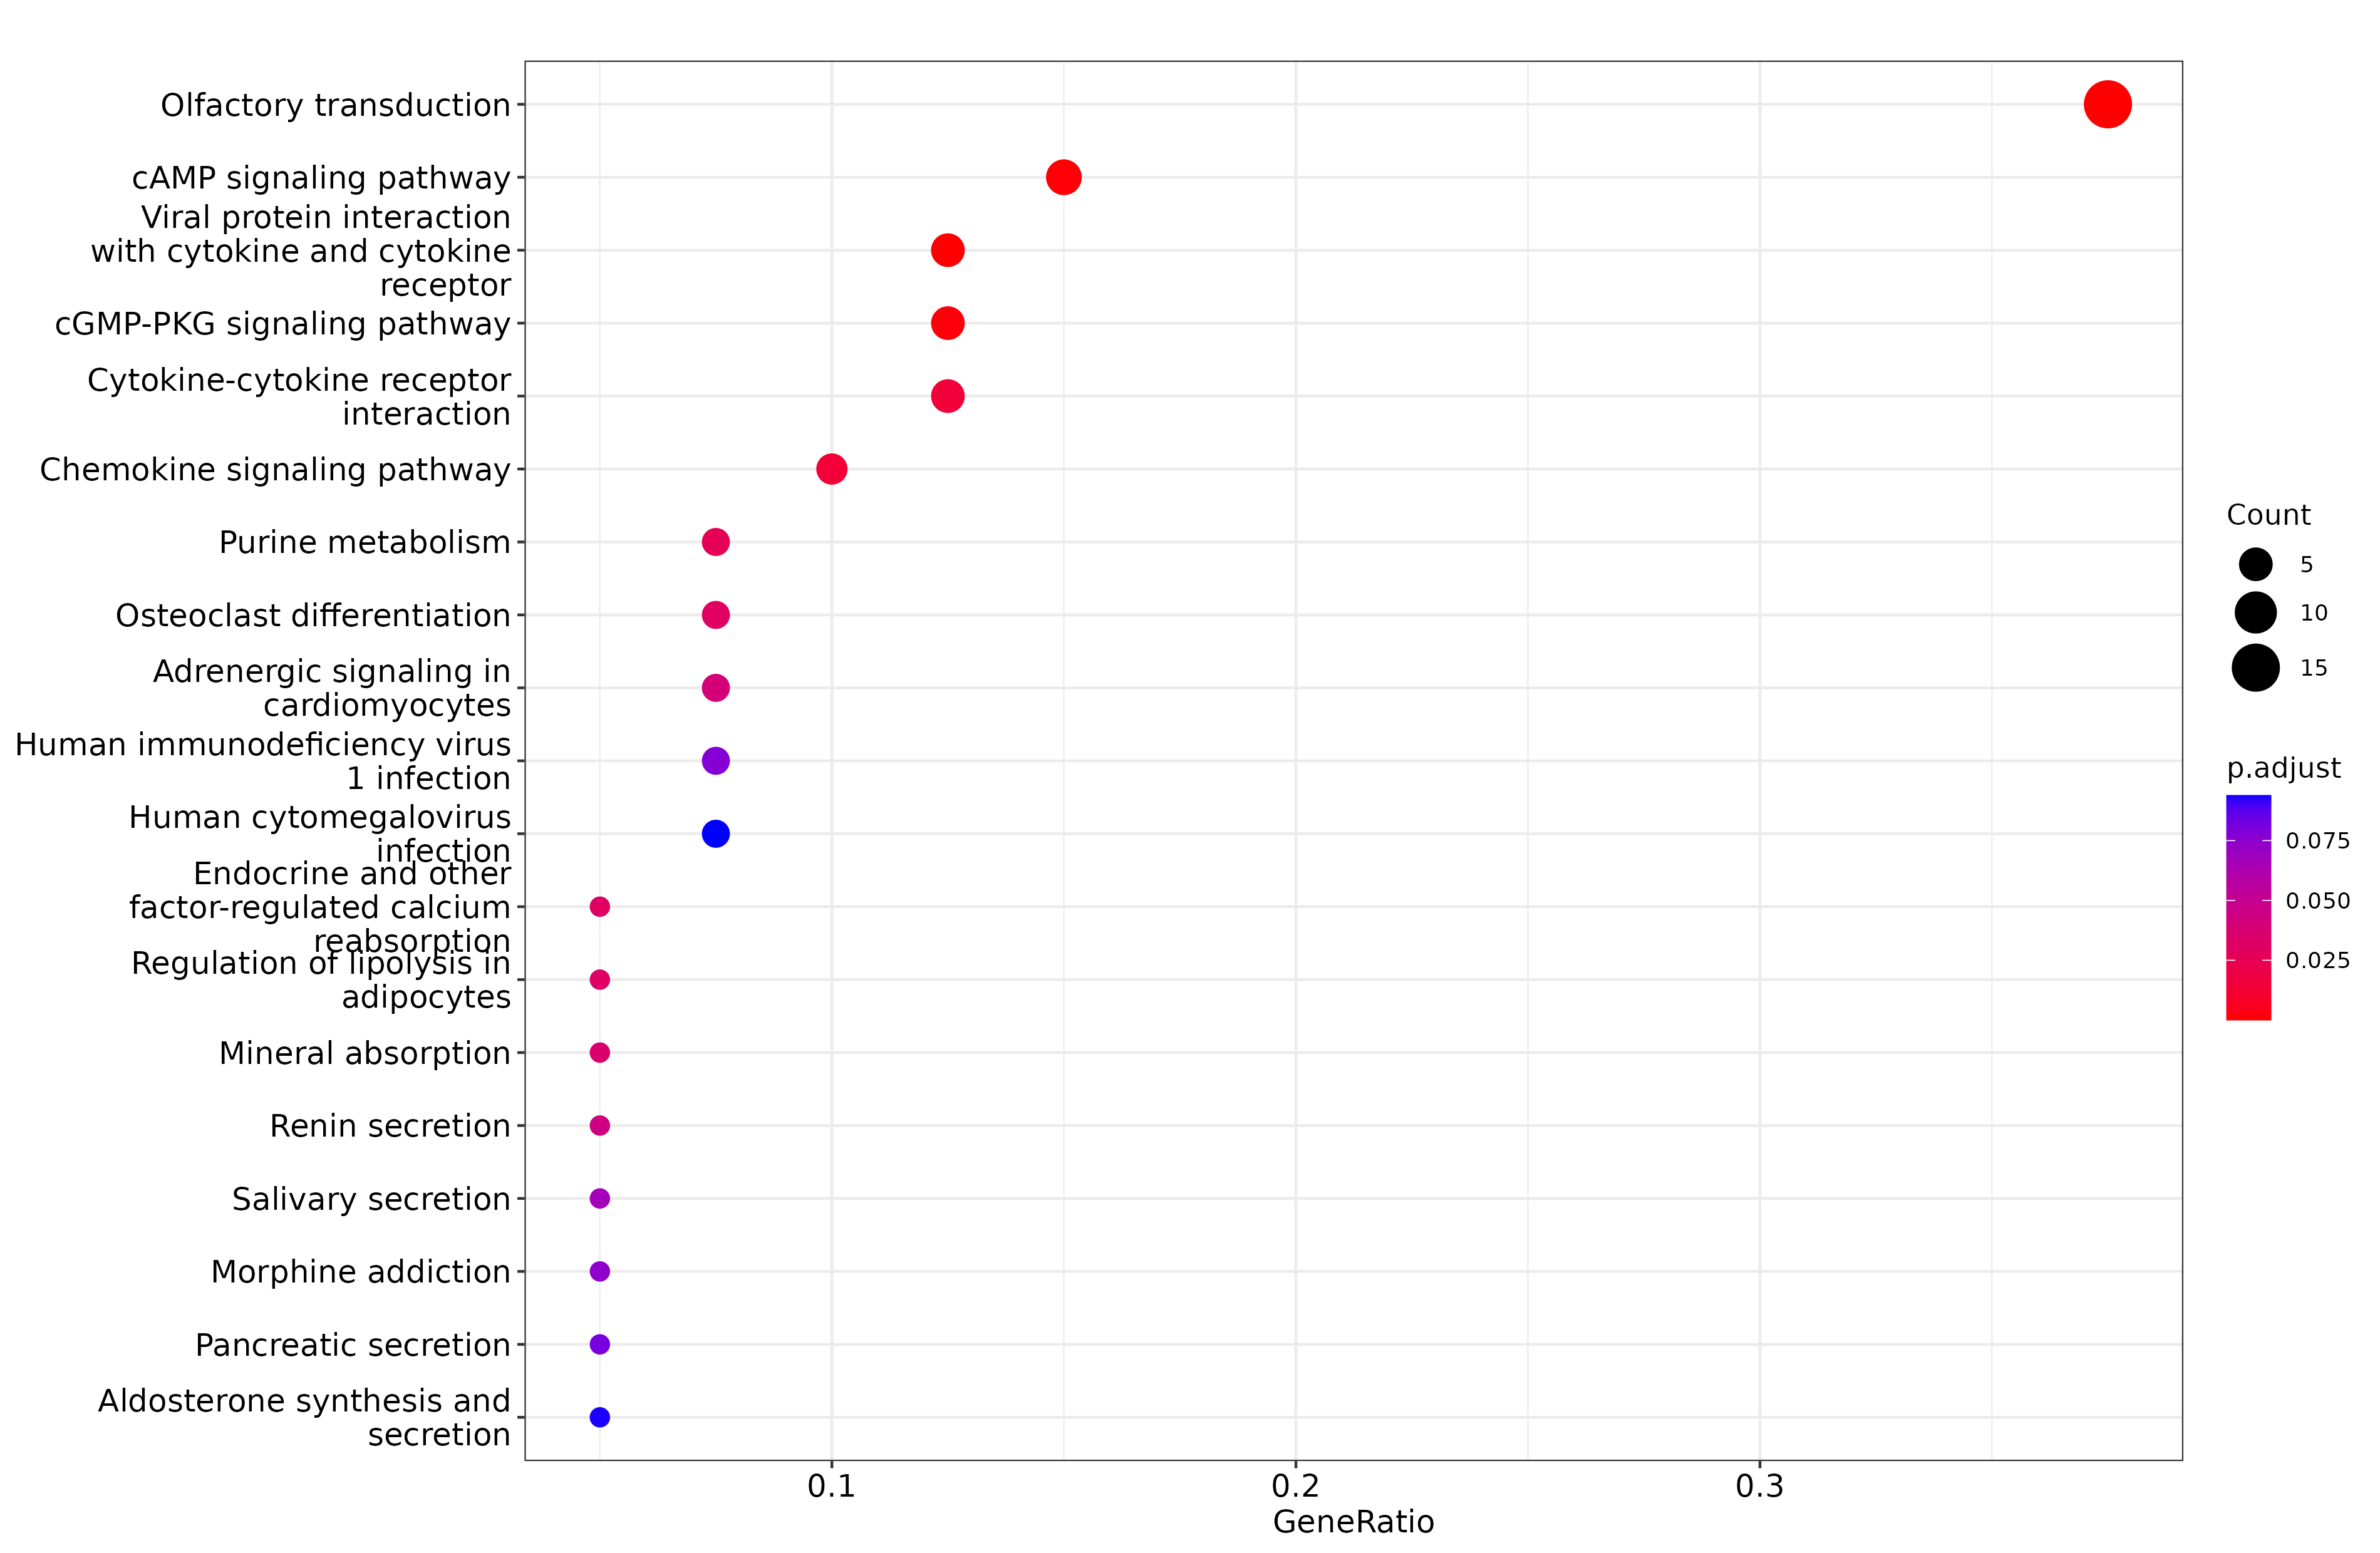 Olfactory transduction
cAMP signaling pathway
Viral protein interaction
with cytokine and cytokine
receptor
cGMP-PKG signaling pathway
Cytokine-cytokine receptor
interaction
Chemokine signaling pathway
Purine metabolism
Osteoclast differentiation
Adrenergic signaling in
cardiomyocytes
Human immunodeficiency virus
1 infection
Human cytomegalovirus
infection
Endocrine and other
factor-regulated calcium
reabsorption
Regulation of lipolysis in
adipocytes
Mineral absorption
Renin secretion
Salivary secretion
Morphine addiction
Pancreatic secretion
Aldosterone synthesis and
secretion
0.1
0.2
0.3
GeneRatio
Count
5
10
15
p.adjust
0.075
0.050
0.025